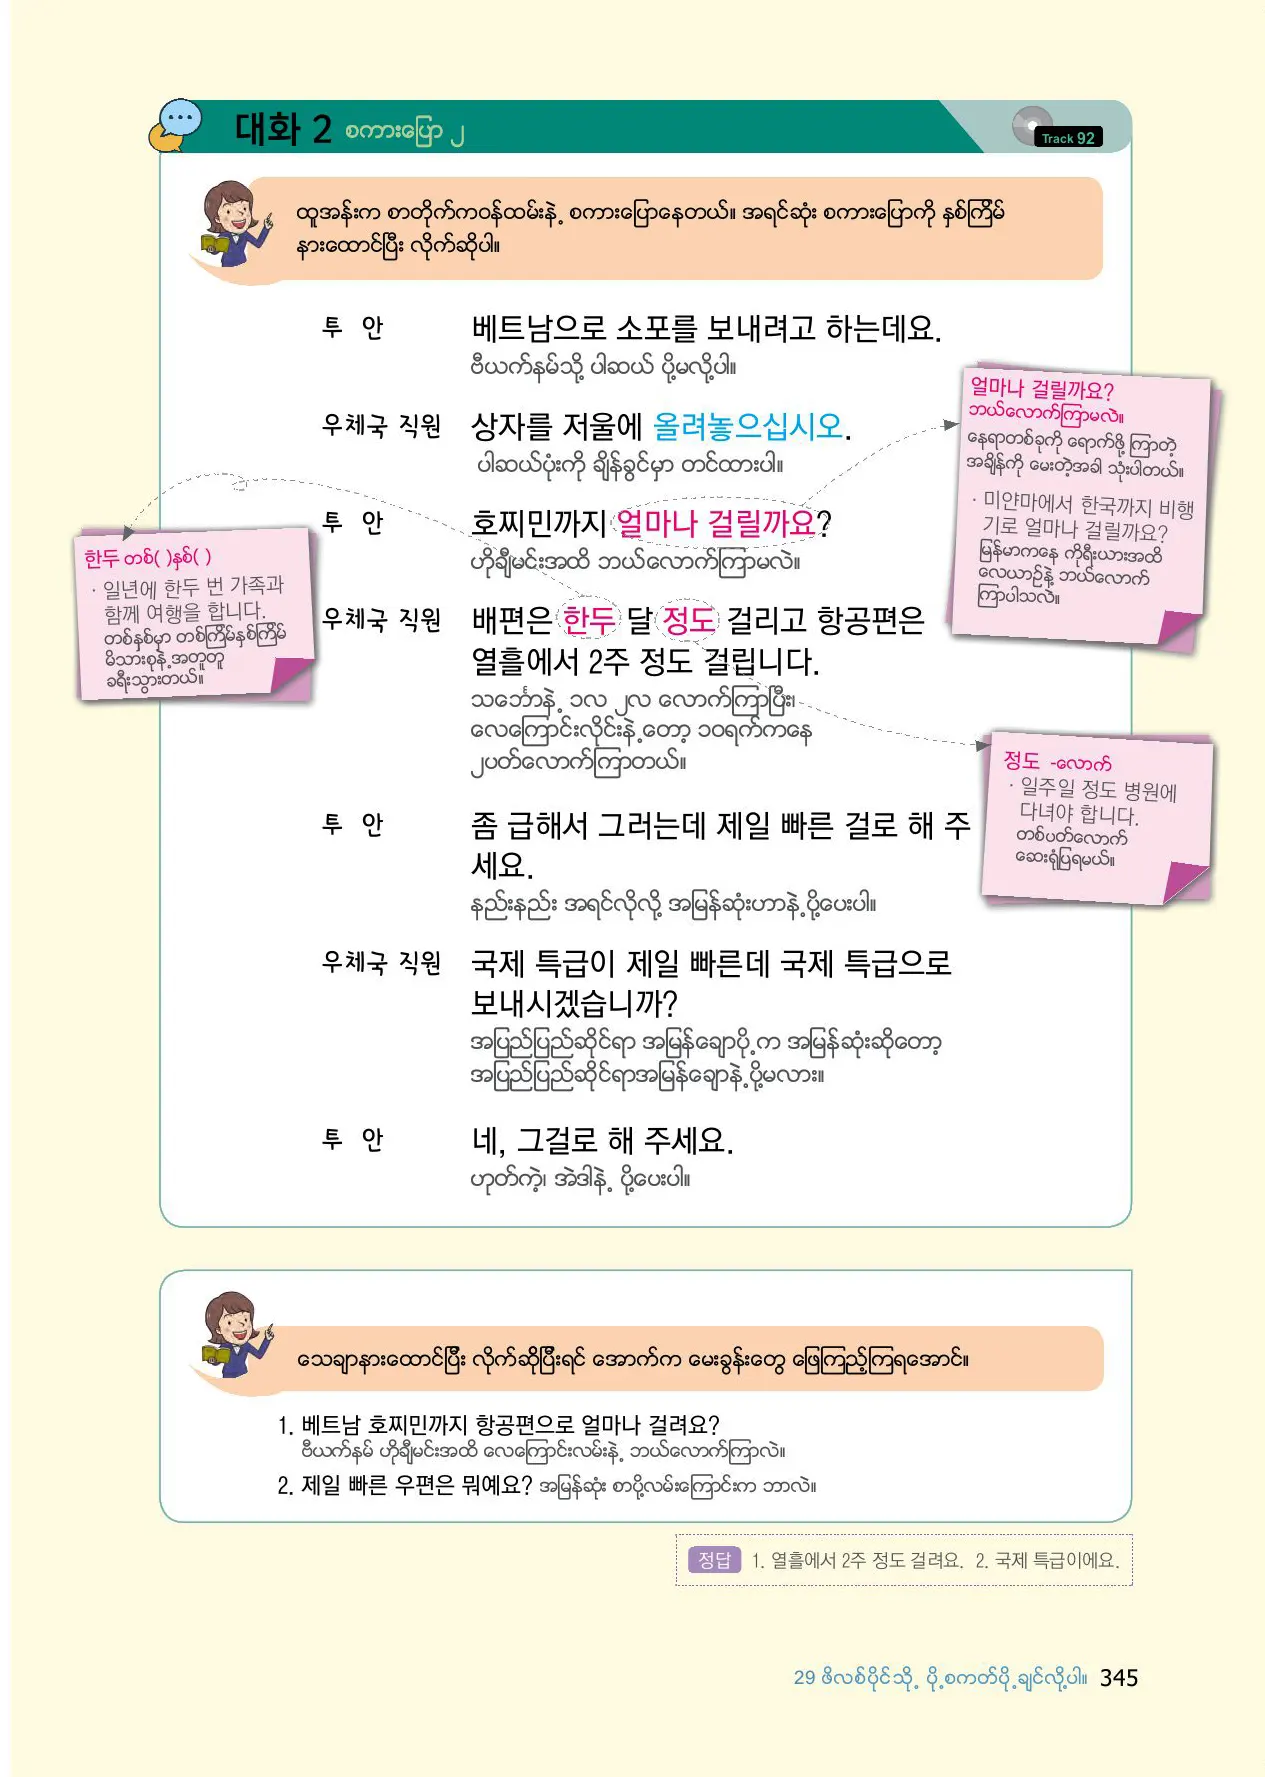 대화 2 စကားပြော ၂
Track 92
ထူအန်းက စာတိုက်ကဝန်ထမ်းနဲ့ စကားပြောနေတယ်။ အရင်ဆုံး စကားပြောကို နှစ်ကြိမ်
နားထောင်ပြီး လိုက်ဆိုပါ။
투 안 베트남으로 소포를 보내려고 하는데요.
ဗီယက်နမ်သို့ ပါဆယ် ပို့မလို့ပါ။
우체국 직원 상자를 저울에 올려놓으십시오.
ပါဆယ်ပုံးကို ချိန်ခွင်မှာ တင်ထားပါ။
투 안 호찌민까지 얼마나 걸릴까요?
ဟိုချီမင်းအထိ ဘယ်လောက်ကြာမလဲ။
우체국 직원 배편은 한두 달 정도 걸리고 항공편은
열흘에서 2주 정도 걸립니다.
သင်္ဘောနဲ့ ၁လ ၂လ လောက်ကြာပြီး၊
လေကြောင်းလိုင်းနဲ့တော့ ၁၀ရက်ကနေ
၂ပတ်လောက်ကြာတယ်။
투 안 좀 급해서 그러는데 제일 빠른 걸로 해 주
세요.
နည်းနည်း အရင်လိုလို့ အမြန်ဆုံးဟာနဲ့ပို့ပေးပါ။
우체국 직원 국제 특급이 제일 빠른데 국제 특급으로
보내시겠습니까?
အပြည်ပြည်ဆိုင်ရာ အမြန်ချောပို့က အမြန်ဆုံးဆိုတော့
အပြည်ပြည်ဆိုင်ရာအမြန်ချောနဲ့ပို့မလား။
투 안 네, 그걸로 해 주세요.
ဟုတ်ကဲ့၊ အဲဒါနဲ့ ပို့ပေးပါ။
얼마나 걸릴까요?
ဘယ်လောက်ကြာမလဲ။
နေရာတစ်ခုကို ရောက်ဖို့ကြာတဲ့
အချိန်ကို မေးတဲ့အခါ သုံးပါတယ်။
· 미얀마에서 한국까지 비행
기로 얼마나 걸릴까요?
မြန်မာကနေ ကိုရီးယားအထိ
လေယာဉ်နဲ့ ဘယ်လောက်
ကြာပါသလဲ။
한두 တစ်( )နှစ်( )
· 일년에 한두 번 가족과
함께 여행을 합니다.
တစ်နှစ်မှာ တစ်ကြိမ်နှစ်ကြိမ်
မိသားစုနဲ့အတူတူ
ခရီးသွားတယ်။
정도 -လောက်
· 일주일 정도 병원에
다녀야 합니다.
တစ်ပတ်လောက်
ဆေးရုံပြရမယ်။
သေချာနားထောင်ပြီး လိုက်ဆိုပြီးရင် အောက်က မေးခွန်းတွေ ဖြေကြည့်ကြရအောင်။
1. 베트남 호찌민까지 항공편으로 얼마나 걸려요?
ဗီယက်နမ် ဟိုချီမင်းအထိ လေကြောင်းလမ်းနဲ့ ဘယ်လောက်ကြာလဲ။
2. 제일 빠른 우편은 뭐예요? အမြန်ဆုံး စာပို့လမ်းကြောင်းက ဘာလဲ။
정답 1. 열흘에서 2주 정도 걸려요. 2. 국제 특급이에요.
29 ဖိလစ်ပိုင်သို့ ပို့စကတ်ပို့ချင်လို့ပါ။ 345